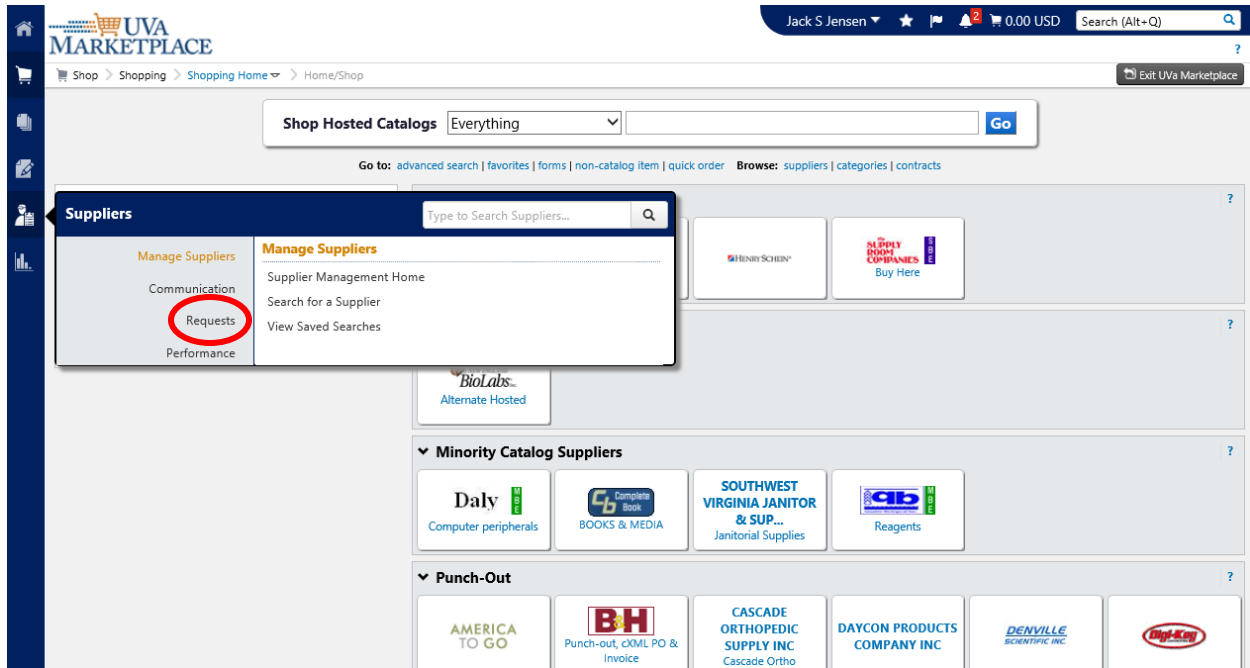 UVA
MARKETPLACE
Jack S Jensen
2
0.00 USD
Search (Alt+Q)
?
Shop > Shopping > Shopping Home > Home/Shop
Exit UVa Marketplace
Shop Hosted Catalogs Everything Go
Go to: advanced search | favorites | forms | non-catalog item | quick order Browse: suppliers | categories | contracts
?
Suppliers
Type to Search Suppliers...
Manage Suppliers
Communication
Requests
Performance
Manage Suppliers
Supplier Management Home
Search for a Supplier
View Saved Searches
HENRY SCHEIN®
the
SUPPLY
ROOM
COMPANIES
SBE
Buy Here
?
BioLabs Inc.
Alternate Hosted
Minority Catalog Suppliers
?
Daly
MBE
Computer peripherals
Cb Complete
Book
BOOKS & MEDIA
SOUTHWEST
VIRGINIA JANITOR
& SUP...
Janitorial Supplies
MBE
Reagents
Punch-Out
?
AMERICA
TO GO
B&H
Punch-out, cXML PO &
Invoice
CASCADE
ORTHOPEDIC
SUPPLY INC
Cascade Ortho
DAYCON PRODUCTS
COMPANY INC
DENVILLE
SCIENTIFIC INC.
Digi-Key